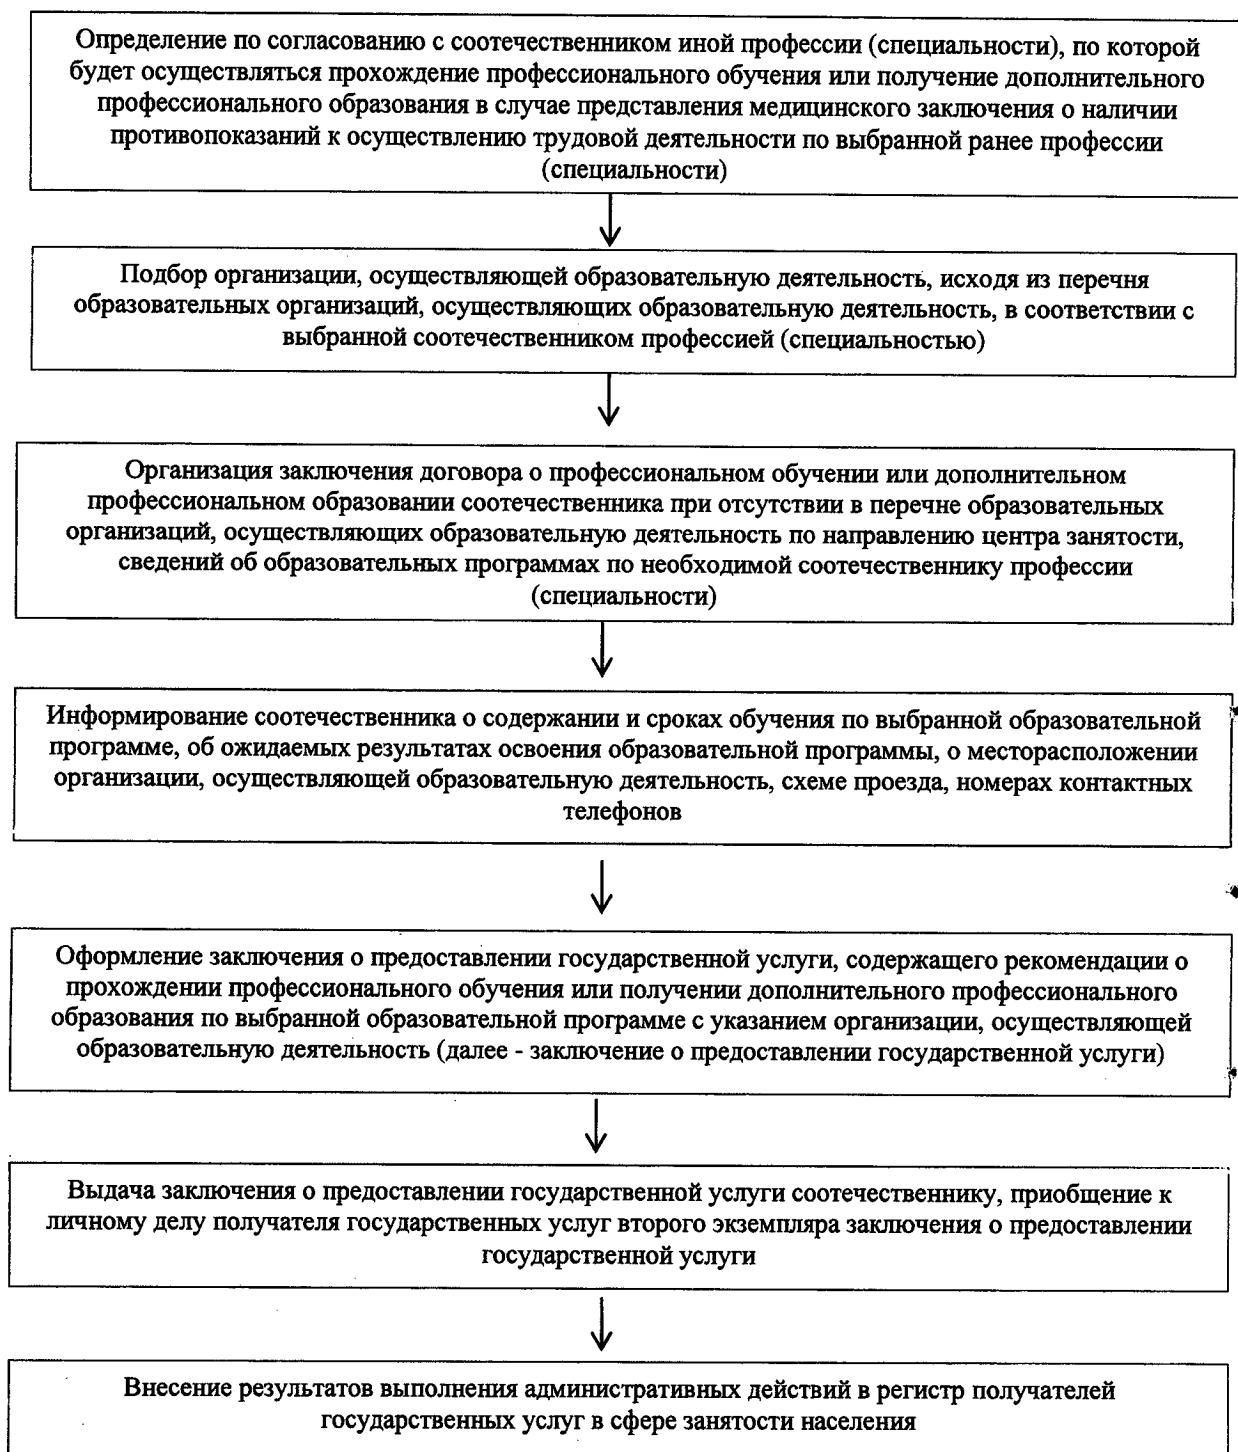 Определение по согласованию с соотечественником иной профессии (специальности), по которой
будет осуществляться прохождение профессионального обучения или получение дополнительного
профессионального образования в случае представления медицинского заключения о наличии
противопоказаний к осуществлению трудовой деятельности по выбранной ранее профессии
(специальности)
Подбор организации, осуществляющей образовательную деятельность, исходя из перечня
образовательных организаций, осуществляющих образовательную деятельность, в соответствии с
выбранной соотечественником профессией (специальностью)
Организация заключения договора о профессиональном обучении или дополнительном
профессиональном образовании соотечественника при отсутствии в перечне образовательных
организаций, осуществляющих образовательную деятельность по направлению центра занятости,
сведений об образовательных программах по необходимой соотечественнику профессии
(специальности)
Информирование соотечественника о содержании и сроках обучения по выбранной образовательной
программе, об ожидаемых результатах освоения образовательной программы, о месторасположении
организации, осуществляющей образовательную деятельность, схеме проезда, номерах контактных
телефонов
Оформление заключения о предоставлении государственной услуги, содержащего рекомендации о
прохождении профессионального обучения или получении дополнительного профессионального
образования по выбранной образовательной программе с указанием организации, осуществляющей
образовательную деятельность (далее - заключение о предоставлении государственной услуги)
Выдача заключения о предоставлении государственной услуги соотечественнику, приобщение к
личному делу получателя государственных услуг второго экземпляра заключения о предоставлении
государственной услуги
Внесение результатов выполнения административных действий в регистр получателей
государственных услуг в сфере занятости населения